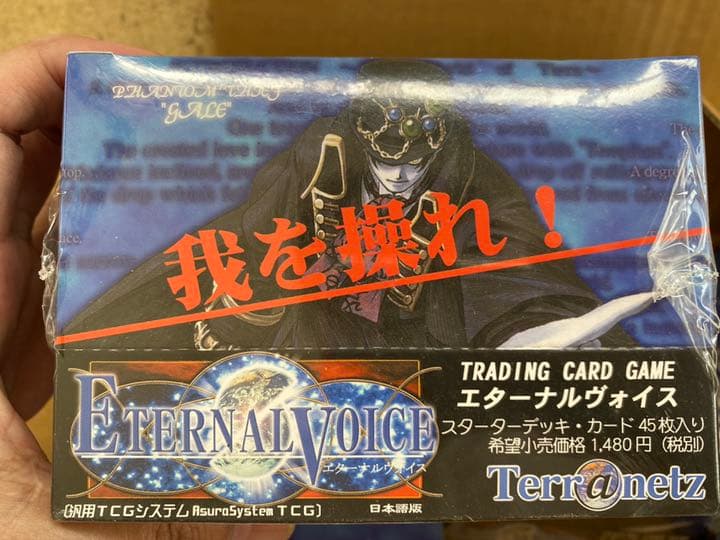 PHANTOM THIEF
"GALE"
我を操れ!
ETERNAL VOICE
エターナルヴォイス
[汎用TCGシステム AsuraSystem TCG]
日本語版
TRADING CARD GAME
エターナルヴォイス
スターターデッキ・カード 45枚入り
希望小売価格 1,480円 (税別)
Terr@netz